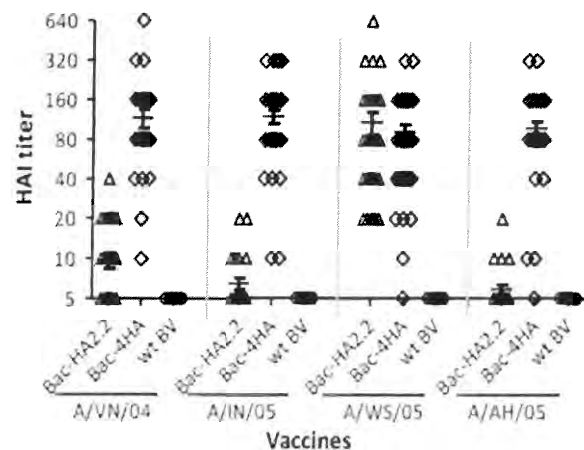 640
320
160
80
40
20
10
5
HAI titer
Bac-HA2.2
Bac-4HA
wt BV
Bac-HA2.2
Bac-4HA
wt BV
Bac-HA2.2
Bac-4HA
wt BV
Bac-HA2.2
Bac-4HA
wt BV
A/VN/04
A/IN/05
A/WS/05
A/AH/05
Vaccines